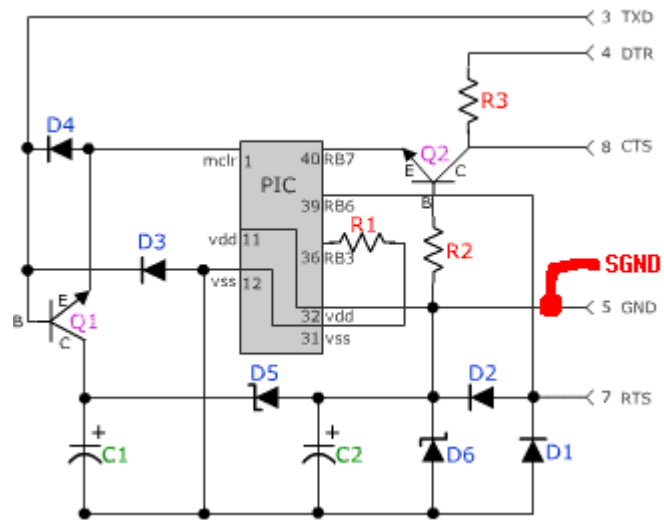 3 TXD
4 DTR
R3
D4
mclr 1
40 RB7
E Q2 C
8 CTS
PIC
B
39 RB6
R1
D3
vdd 11
36 RB3
R2
SGND
vss 12
E
B Q1
C
32 vdd
5 GND
31 vss
D5
D2
7 RTS
+
C1
+
C2
D6
D1